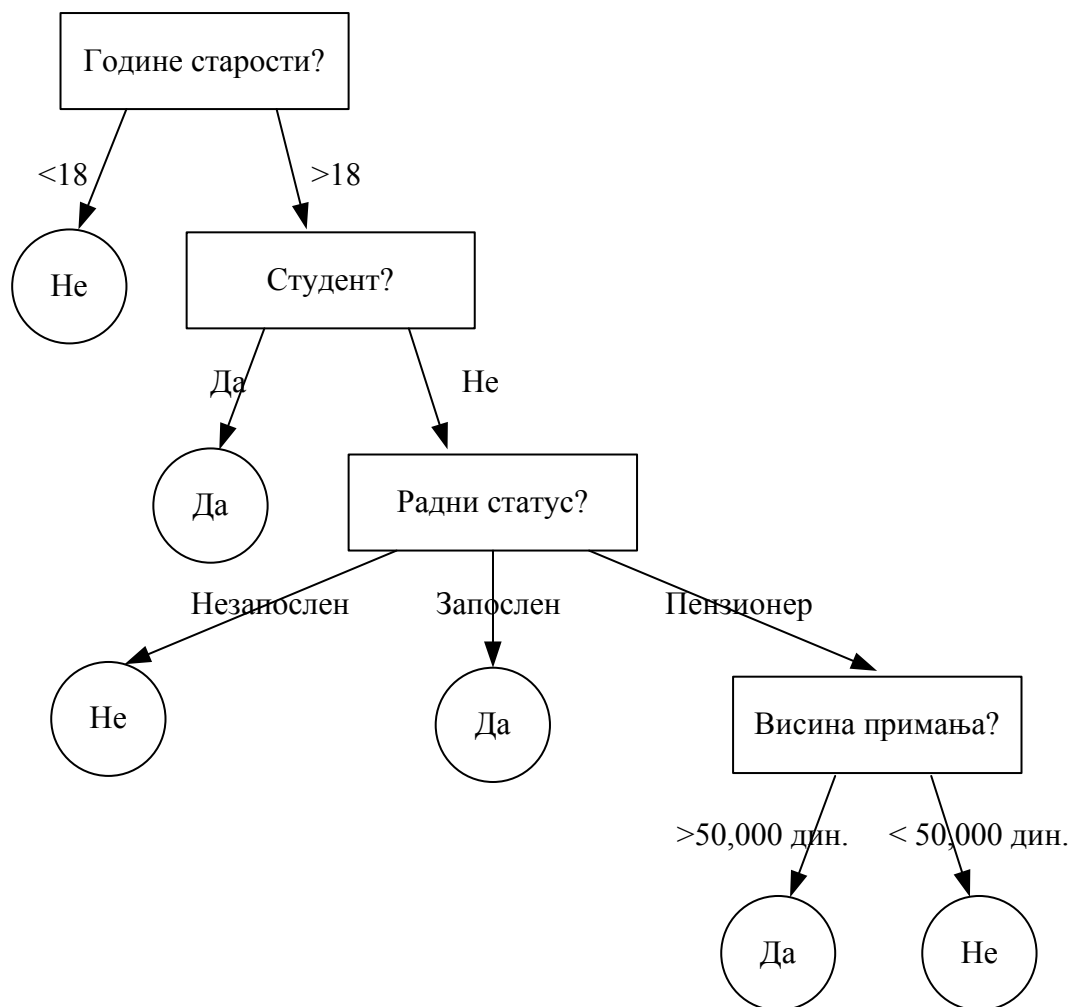 Године старости?
<18
>18
Не
Студент?
Да
Не
Да
Радни статус?
Незапослен
Запослен
Пензионер
Не
Да
Висина примања?
>50,000 дин.
< 50,000 дин.
Да
Не